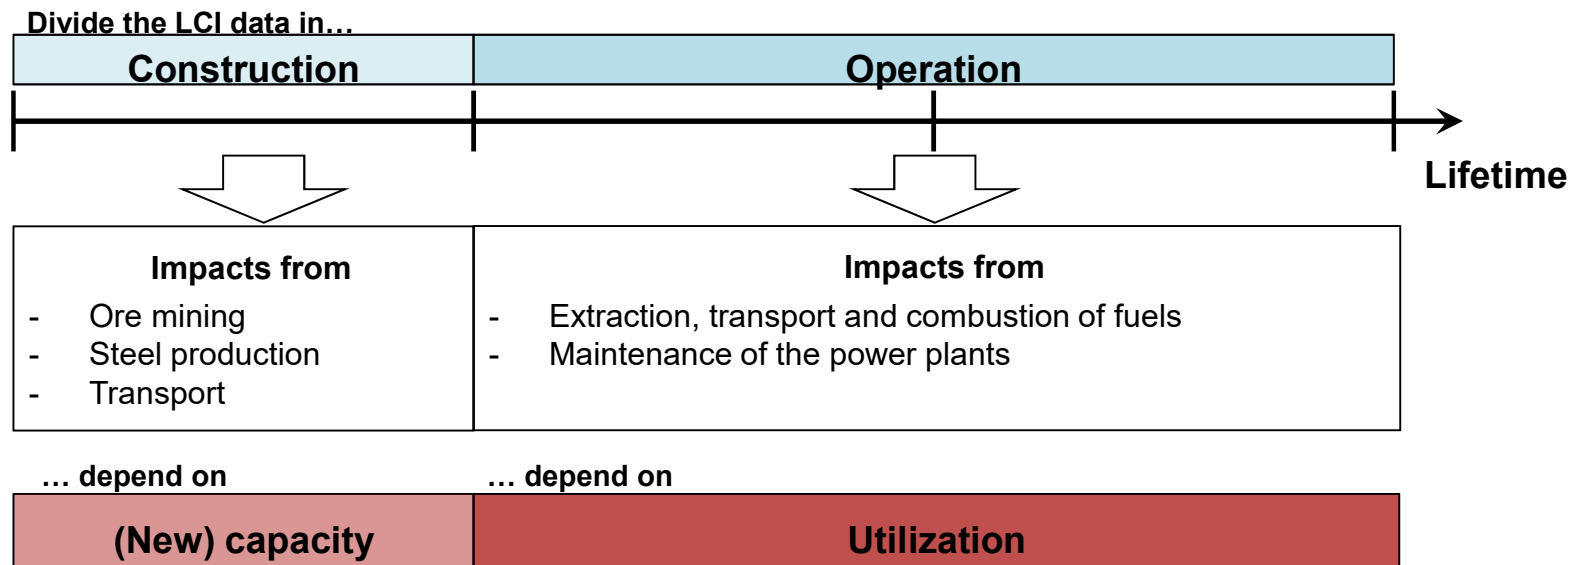 Divide the LCI data in…
Construction
Operation
Lifetime
Impacts from
- Ore mining
- Steel production
- Transport
Impacts from
- Extraction, transport and combustion of fuels
- Maintenance of the power plants
… depend on
… depend on
(New) capacity
Utilization